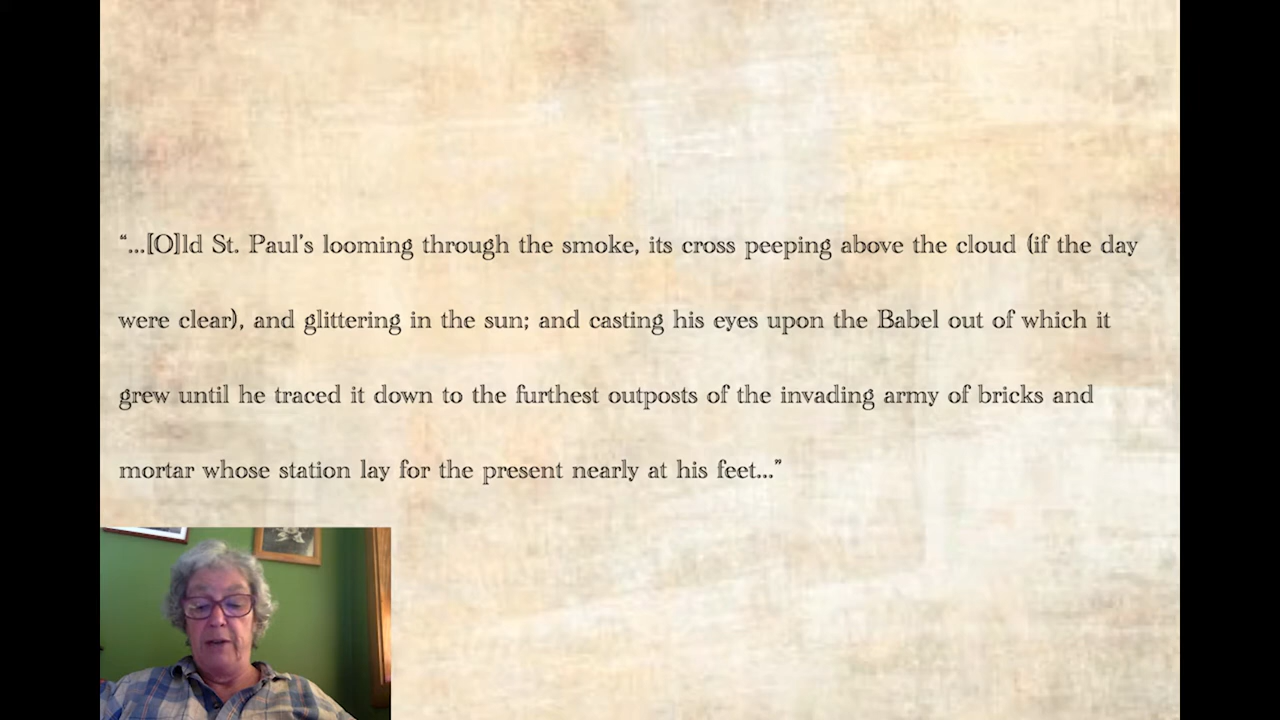 “...[O]ld St. Paul’s looming through the smoke, its cross peeping above the cloud (if the day
were clear), and glittering in the sun; and casting his eyes upon the Babel out of which it
grew until he traced it down to the furthest outposts of the invading army of bricks and
mortar whose station lay for the present nearly at his feet...”